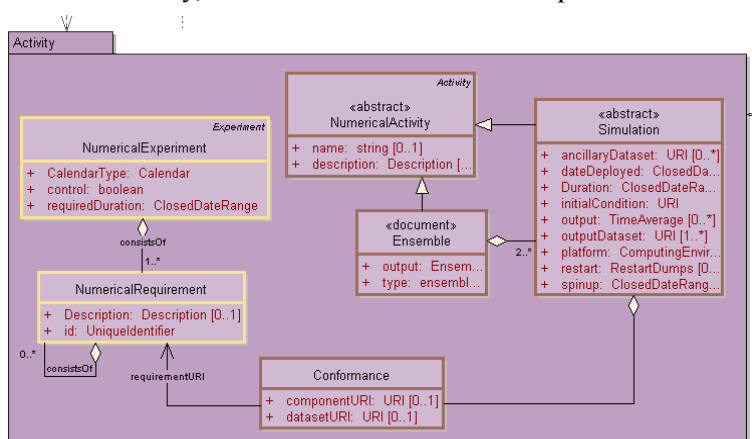 Activity
Experiment
NumericalExperiment
+ CalendarType: Calendar
+ control: boolean
+ requiredDuration: ClosedDateRange
consistsOf
1..*
NumericalRequirement
+ Description: Description [0..1]
+ id: UniqueIdentifier
0..*
consistsOf
requirementURI
Activity
«abstract»
NumericalActivity
+ name: string [0..1]
+ description: Description [...
«document»
Ensemble
+ output: Ensem...
+ type: ensembl...
2..*
«abstract»
Simulation
+ ancillaryDataset: URI [0..*]
+ dateDeployed: ClosedDa...
+ Duration: ClosedDateRa...
+ initialCondition: URI
+ output: TimeAverage [0..*]
+ outputDataset: URI [1..*]
+ platform: ComputingEnvir...
+ restart: RestartDumps [0...
+ spinup: ClosedDateRang...
Conformance
+ componentURI: URI [0..1]
+ datasetURI: URI [0..1]